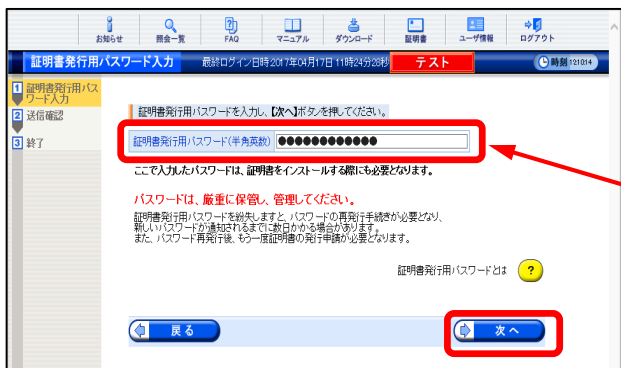 お知らせ
照会一覧
FAQ
マニュアル
ダウンロード
証明書
ユーザ情報
ログアウト
証明書発行用パスワード入力
最終ログイン日時 2017年04月17日 11時24分28秒
テスト
時刻 121014
1 証明書発行用パス
ワード入力
2 送信確認
3 終了
証明書発行用パスワードを入力し、【次へ】ボタンを押してください。
証明書発行用パスワード(半角英数) ●●●●●●●●●●●●
ここで入力したパスワードは、証明書をインストールする際にも必要となります。
パスワードは、厳重に保管し、管理してください。
証明書発行用パスワードを紛失しますと、パスワードの再発行手続きが必要となり、
新しいパスワードが通知されるまでに数日かかる場合があります。
また、パスワード再発行後、もう一度証明書の発行申請が必要となります。
証明書発行用パスワードとは ?
戻る
次へ